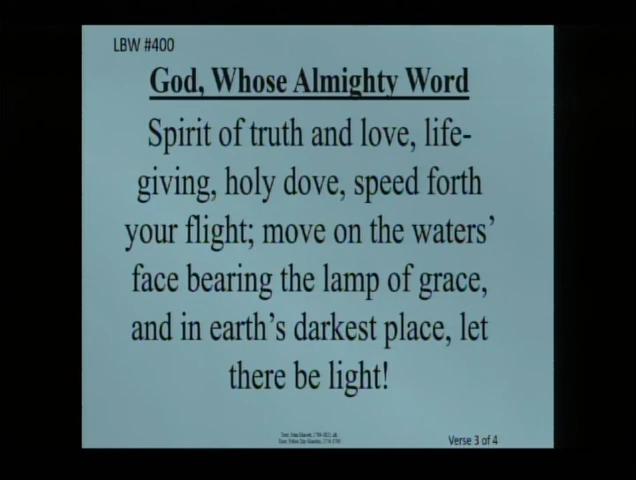 LBW #400
God, Whose Almighty Word
Spirit of truth and love, life-
giving, holy dove, speed forth
your flight; move on the waters’
face bearing the lamp of grace,
and in earth’s darkest place, let
there be light!
Verse 3 of 4